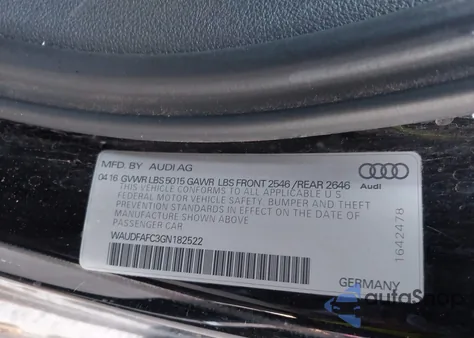 MFD. BY AUDI AG
04 16 GVWR LBS 5015 GAWR LBS FRONT 2546 / REAR 2646
THIS VEHICLE CONFORMS TO ALL APPLICABLE U S
FEDERAL MOTOR VEHICLE SAFETY, BUMPER AND THEFT
PREVENTION STANDARDS IN EFFECT ON THE DATE OF
MANUFACTURE SHOWN ABOVE
PASSENGER CAR
WAUDFAFC3GN182522
Audi
1642478
GERMANY
autoShop